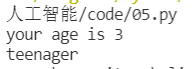 人工智能/code/05.py
your age is 3
teenager